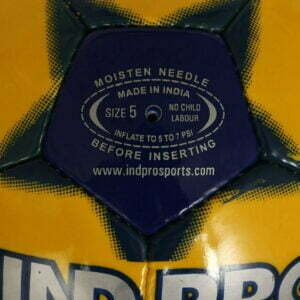 MOISTEN NEEDLE
MADE IN INDIA
SIZE 5 NO CHILD LABOUR
INFLATE TO 5 TO 7 PSI
BEFORE INSERTING
www.indprosports.com
IND PRO